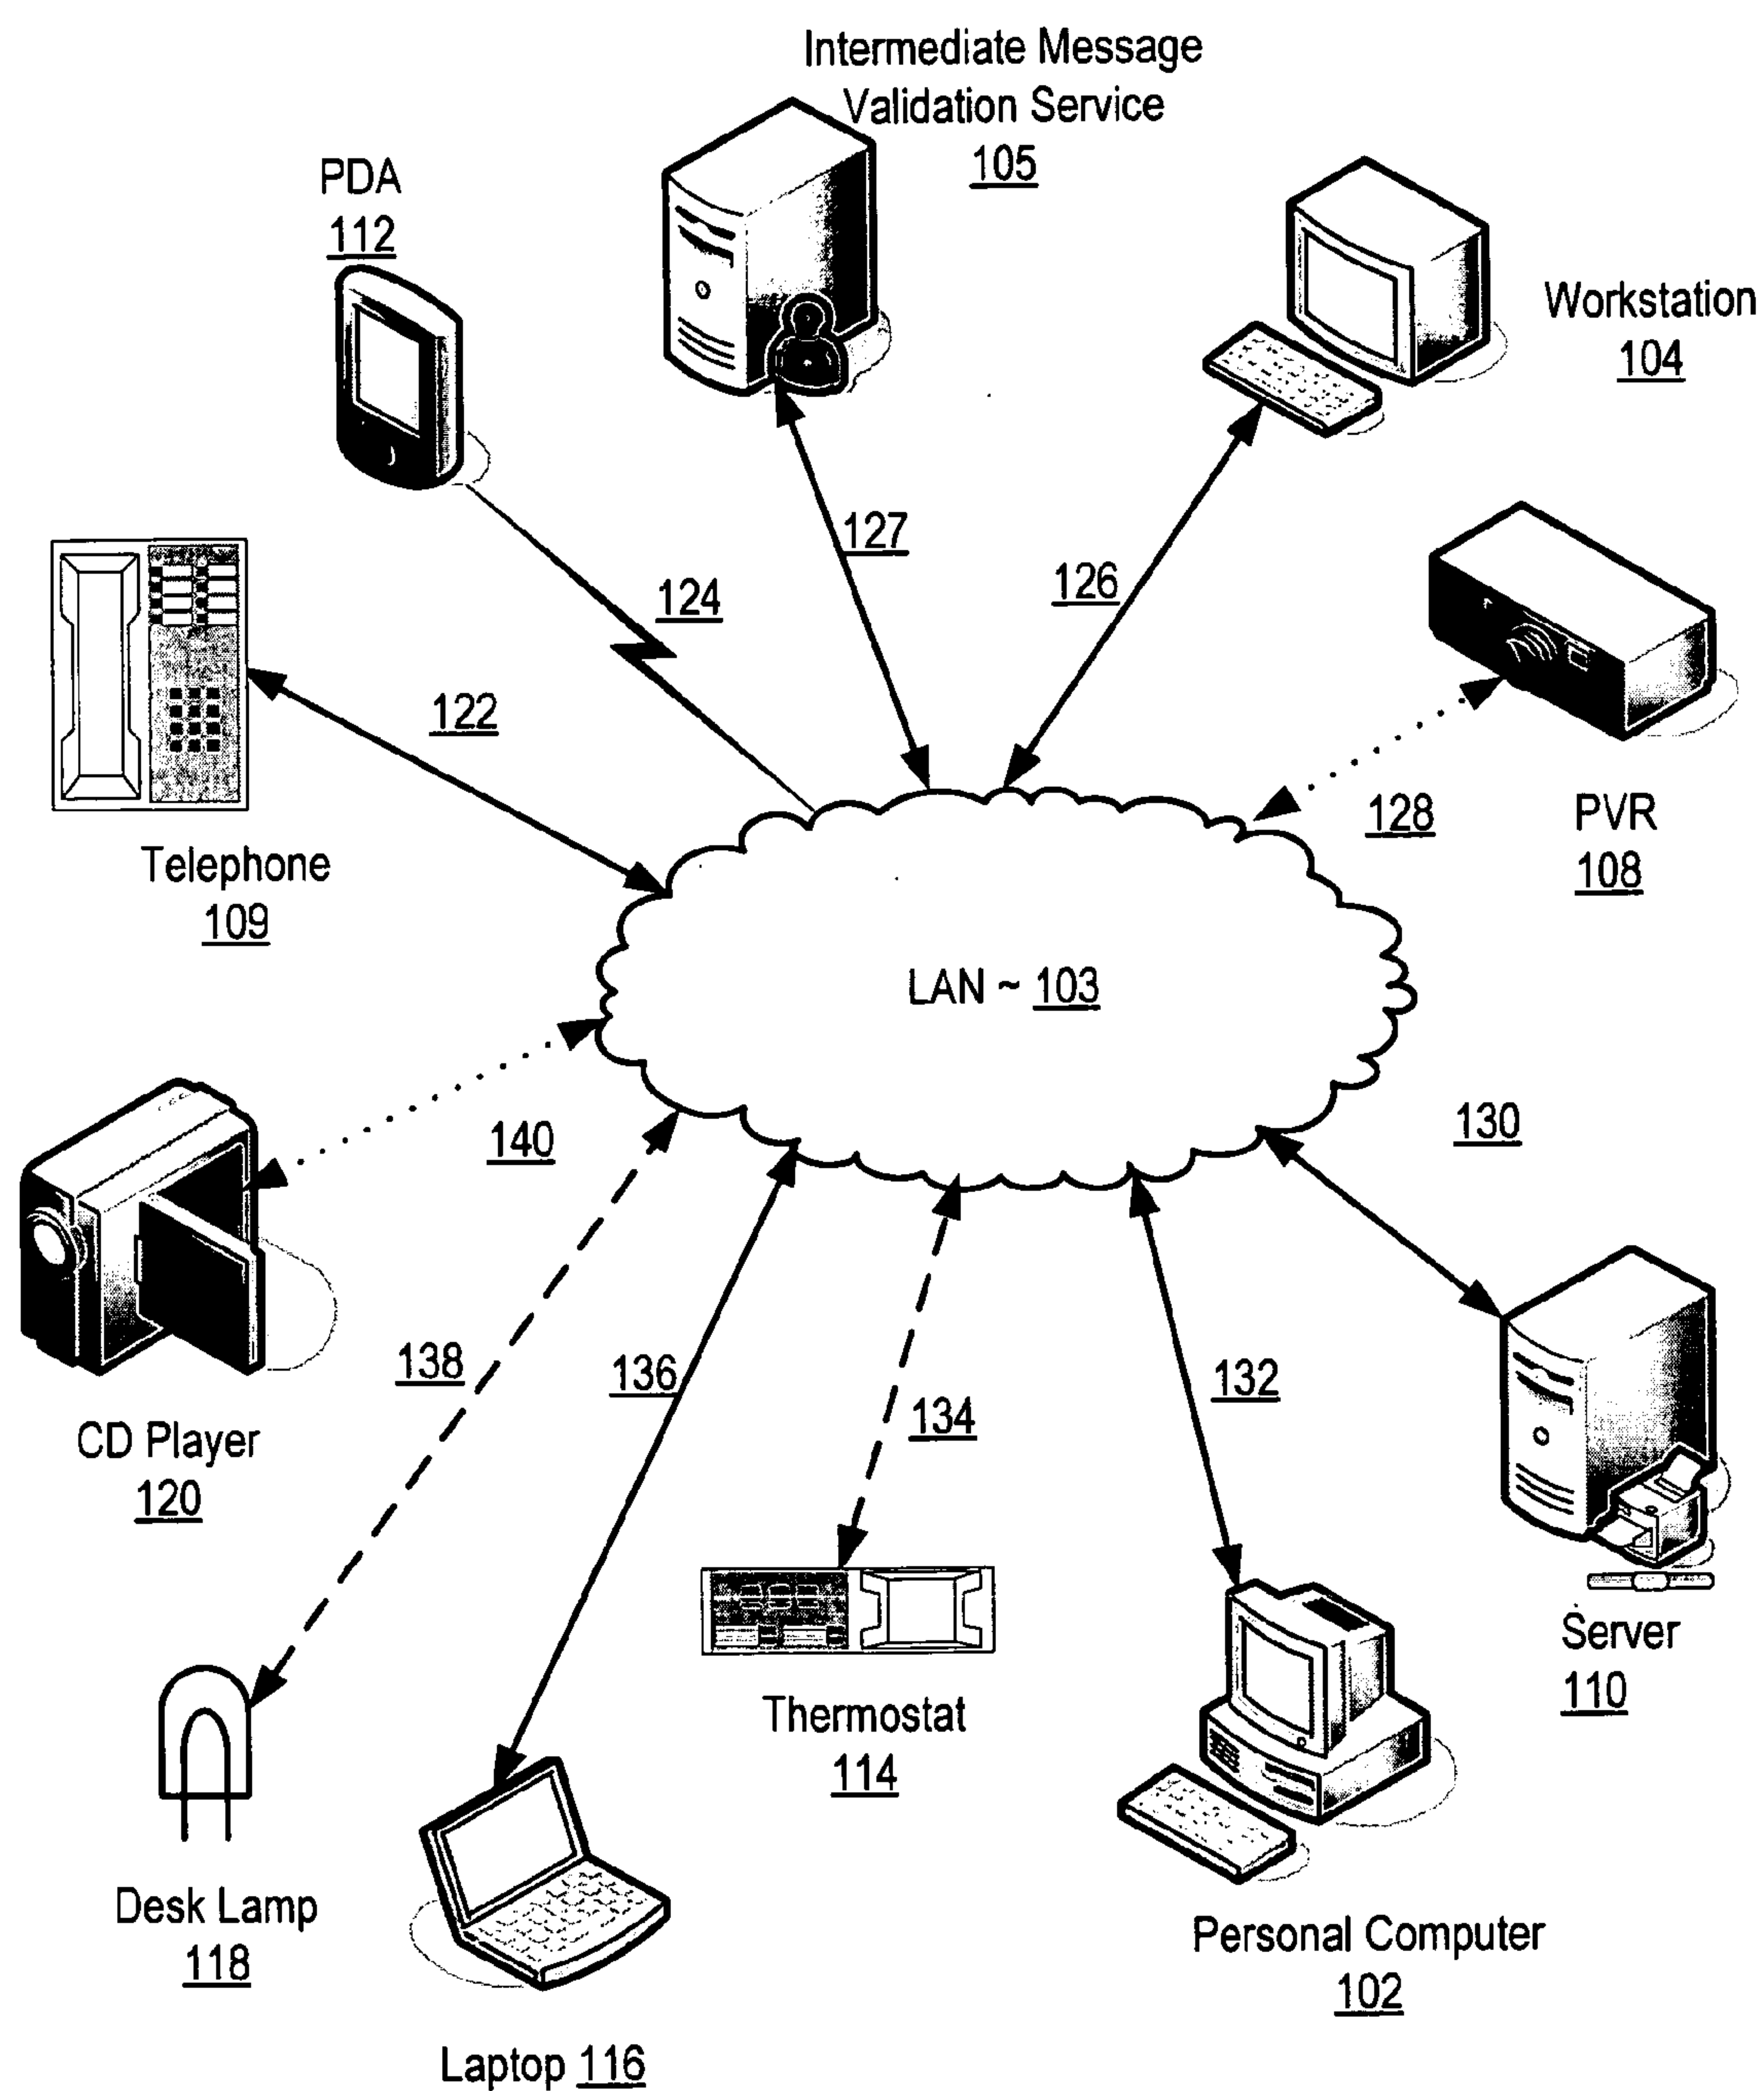 Intermediate Message
Validation Service
105
PDA
112
Workstation
104
127
126
124
122
128
PVR
108
Telephone
109
LAN ~ 103
130
140
138
136
134
132
CD Player
120
Server
110
Thermostat
114
Desk Lamp
118
Personal Computer
102
Laptop 116